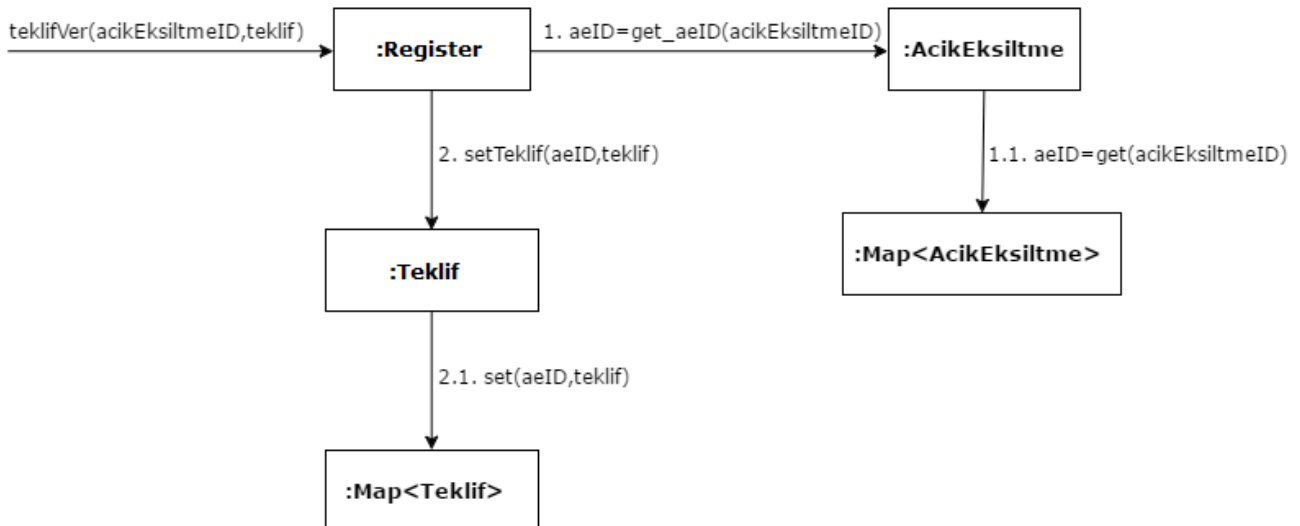 teklifVer(acikEksiltmeID,teklif)
1. aeID=get_aeID(acikEksiltmeID)
:Register
:AcikEksiltme
2. setTeklif(aeID,teklif)
1.1. aeID=get(acikEksiltmeID)
:Teklif
:Map<AcikEksiltme>
2.1. set(aeID,teklif)
:Map<Teklif>